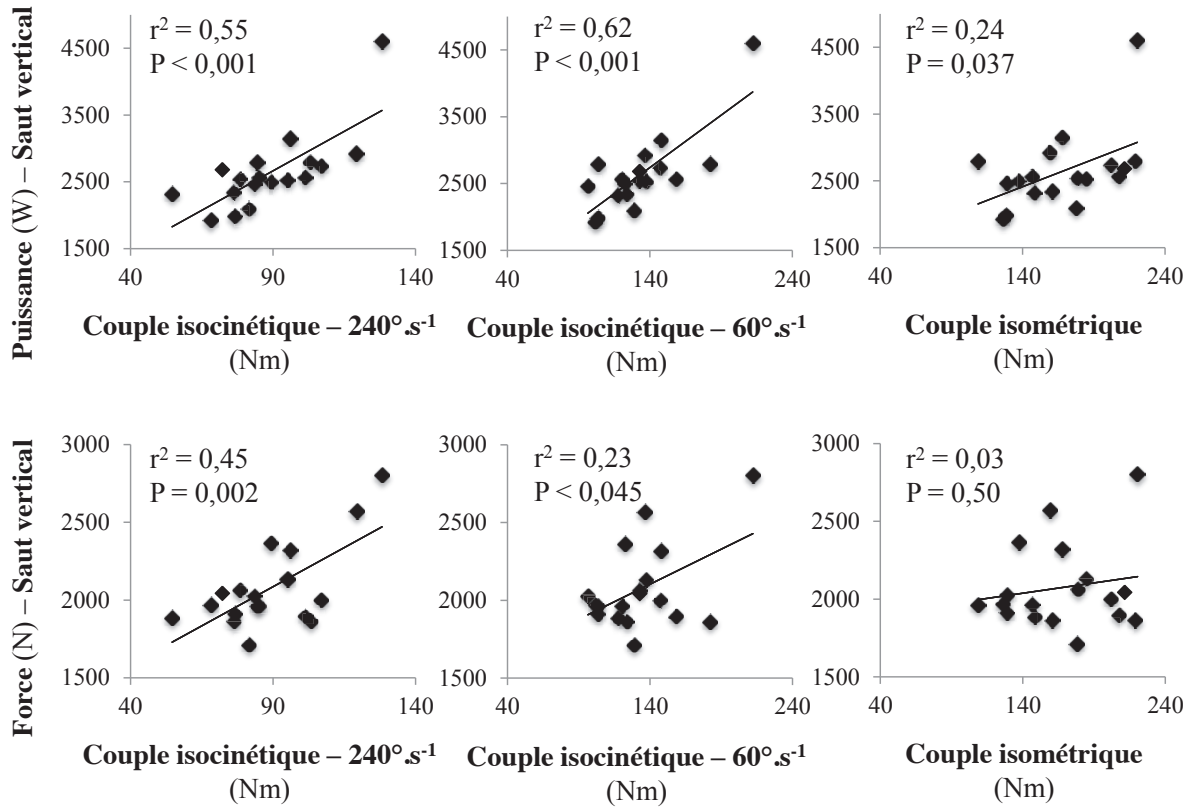 Puissance (W) – Saut vertical
r² = 0,55
P < 0,001
4500
3500
2500
1500
40
90
140
Couple isocinétique – 240°.s⁻¹
(Nm)
r² = 0,62
P < 0,001
4500
3500
2500
1500
40
140
240
Couple isocinétique – 60°.s⁻¹
(Nm)
r² = 0,24
P = 0,037
4500
3500
2500
1500
40
140
240
Couple isométrique
(Nm)
Force (N) – Saut vertical
r² = 0,45
P = 0,002
3000
2500
2000
1500
40
90
140
Couple isocinétique – 240°.s⁻¹
(Nm)
r² = 0,23
P < 0,045
3000
2500
2000
1500
40
140
240
Couple isocinétique – 60°.s⁻¹
(Nm)
r² = 0,03
P = 0,50
3000
2500
2000
1500
40
140
240
Couple isométrique
(Nm)